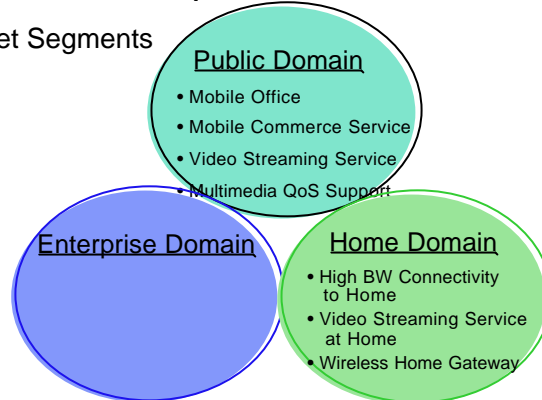 et Segments
Public Domain
• Mobile Office
• Mobile Commerce Service
• Video Streaming Service
• Multimedia QoS Support
Enterprise Domain
Home Domain
• High BW Connectivity
to Home
• Video Streaming Service
at Home
• Wireless Home Gateway